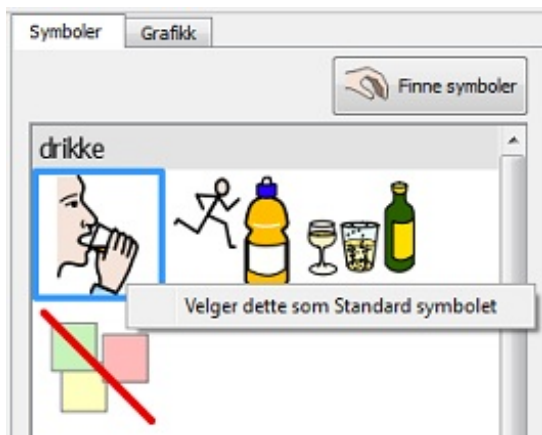 Symboler
Grafikk
Finne symboler
drikke
Velger dette som Standard symbolet